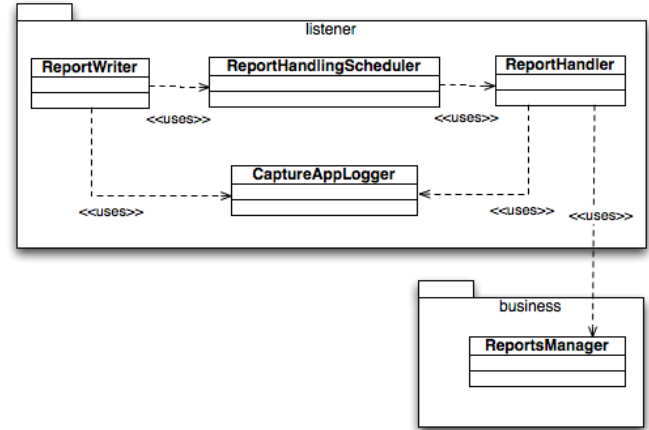 listener
ReportWriter
ReportHandlingScheduler
ReportHandler
<<uses>>
<<uses>>
CaptureAppLogger
<<uses>>
<<uses>>
<<uses>>
business
ReportsManager